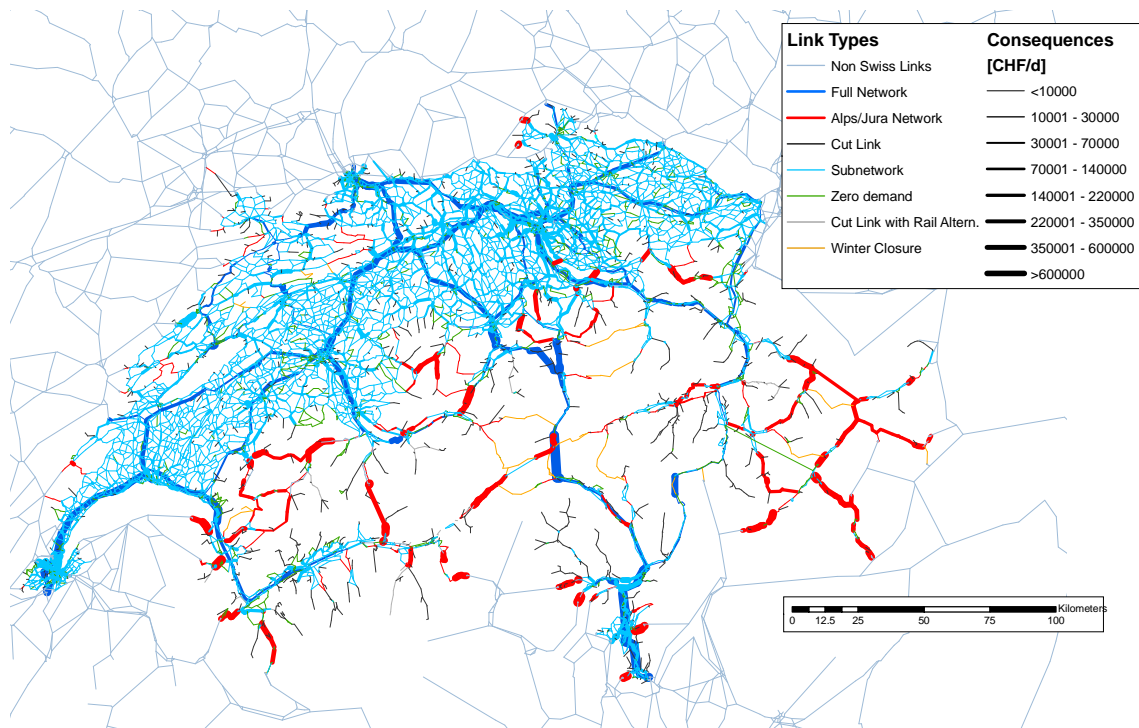 Link Types
Non Swiss Links
Full Network
Alps/Jura Network
Cut Link
Subnetwork
Zero demand
Cut Link with Rail Altern.
Winter Closure
Consequences
[CHF/d]
<10000
10001 - 30000
30001 - 70000
70001 - 140000
140001 - 220000
220001 - 350000
350001 - 600000
>600000
Kilometers
0 12.5 25 50 75 100